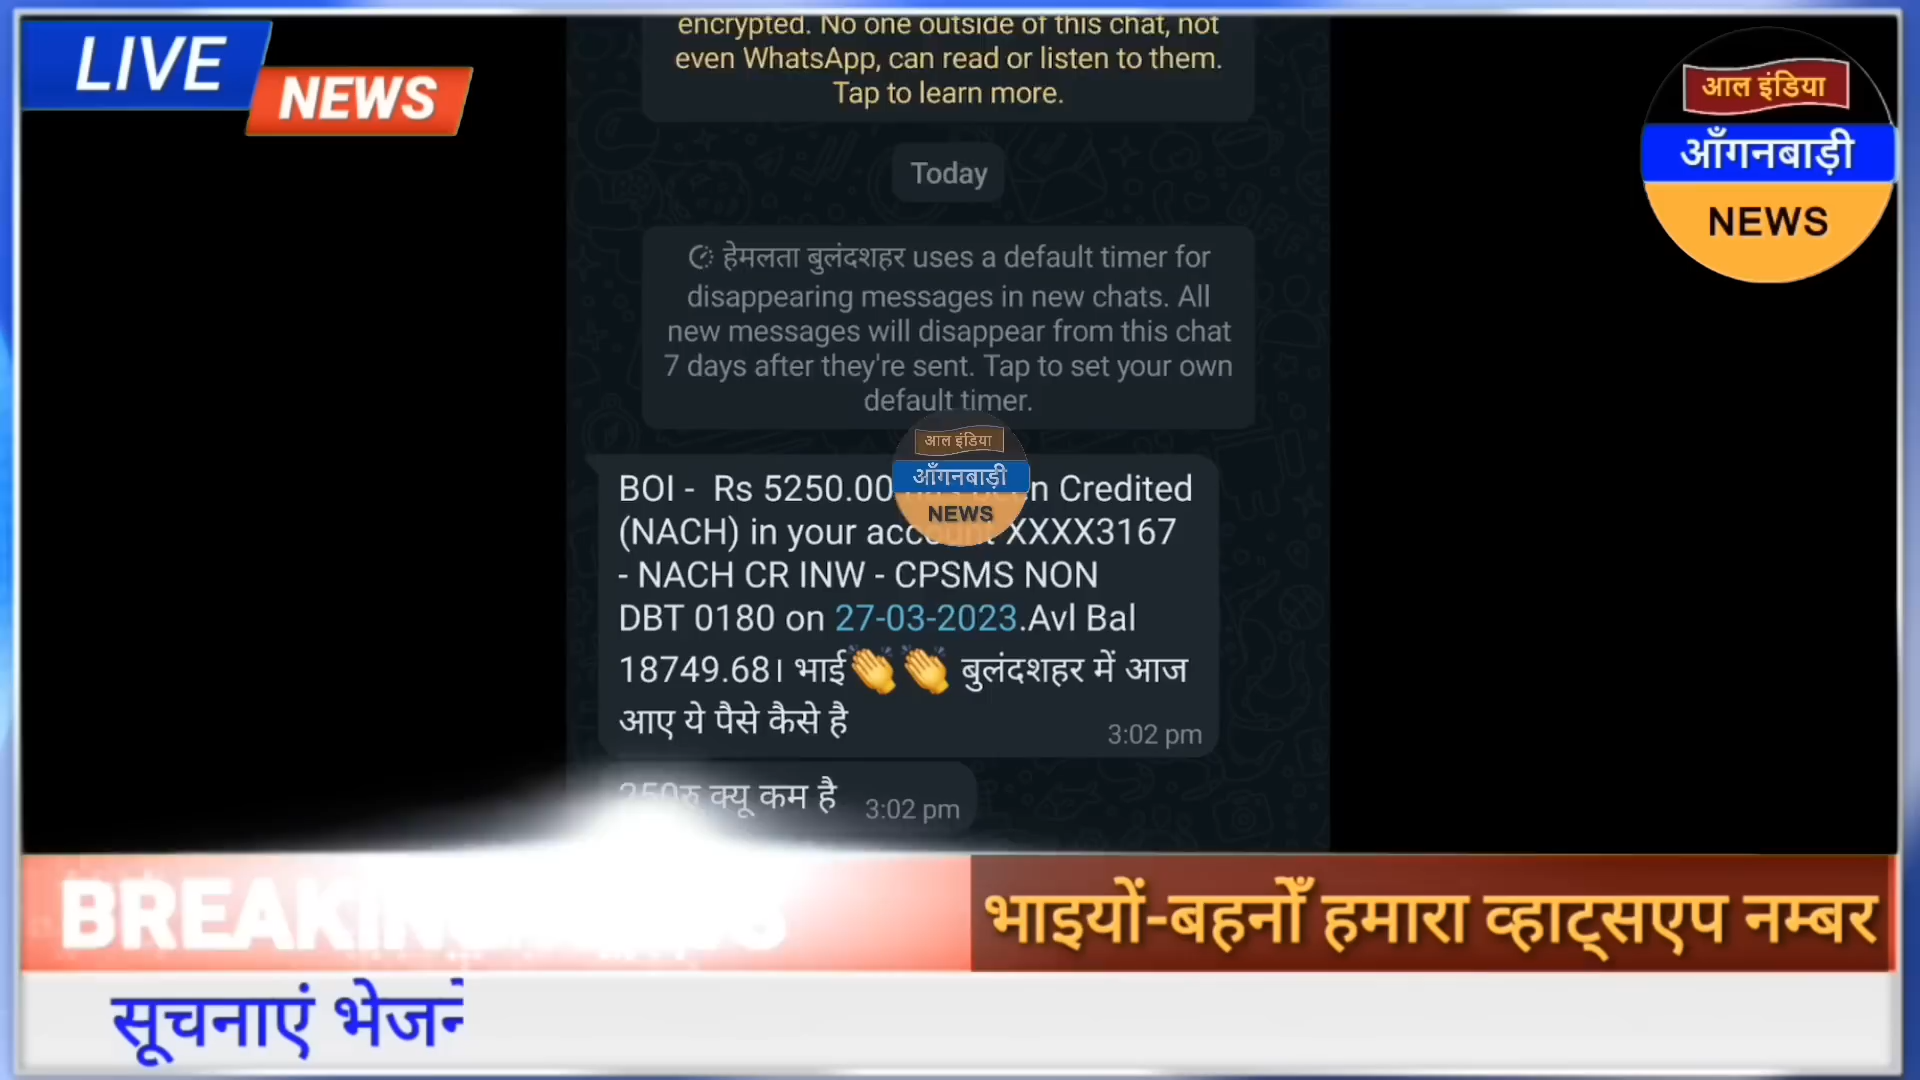 LIVE
NEWS
encrypted. No one outside of this chat, not
even WhatsApp, can read or listen to them.
Tap to learn more.
Today
हेमलता बुलंदशहर uses a default timer for
disappearing messages in new chats. All
new messages will disappear from this chat
7 days after they're sent. Tap to set your own
default timer.
BOI - Rs 5250.00 Credited
(NACH) in your account XXXX3167
- NACH CR INW - CPSMS NON
DBT 0180 on 27-03-2023.Avl Bal
18749.68। भाई👏👏 बुलंदशहर में आज
आए ये पैसे कैसे है
3:02 pm
क्यू कम है
3:02 pm
आल इंडिया
आँगनबाड़ी
NEWS
आल इंडिया
आँगनबाड़ी
NEWS
भाइयों-बहनोँ हमारा व्हाट्सएप नम्बर
सूचनाएं